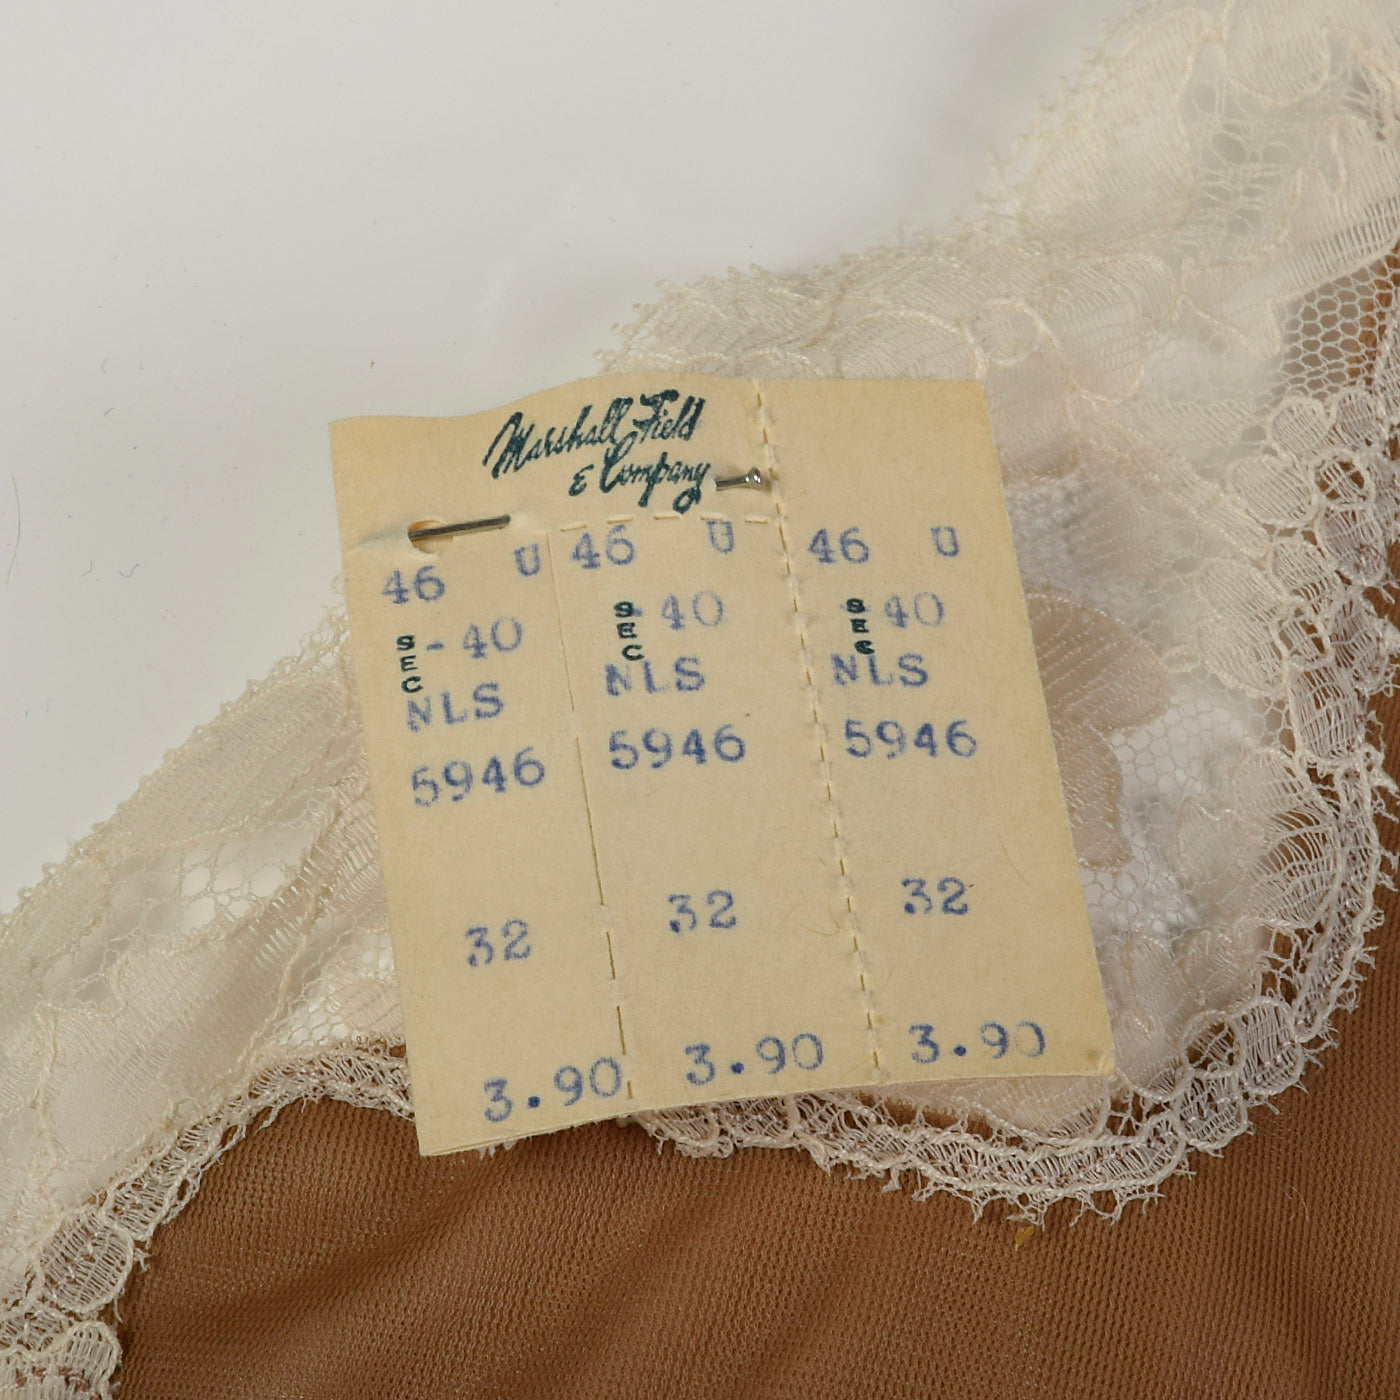 Marshall Field
& Company
46 U 46 U 46 U
SEC -40 SEC -40 SEC -40
NLS NLS NLS
5946 5946 5946
32 32 32
3.90 3.90 3.90